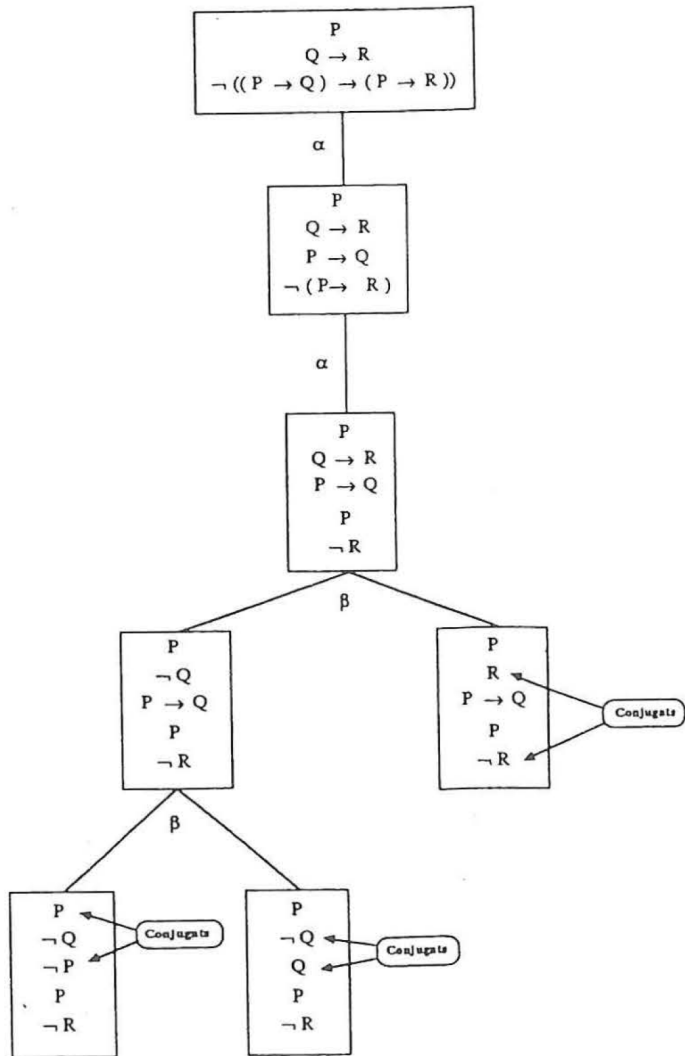 P
Q → R
¬ (( P → Q ) → ( P → R ))
α
P
Q → R
P → Q
¬ ( P → R )
α
P
Q → R
P → Q
P
¬ R
β
P
¬ Q
P → Q
P
¬ R
P
R
P → Q
P
¬ R
Conjugats
β
P
¬ Q
¬ P
P
¬ R
Conjugats
P
¬ Q
Q
P
¬ R
Conjugats